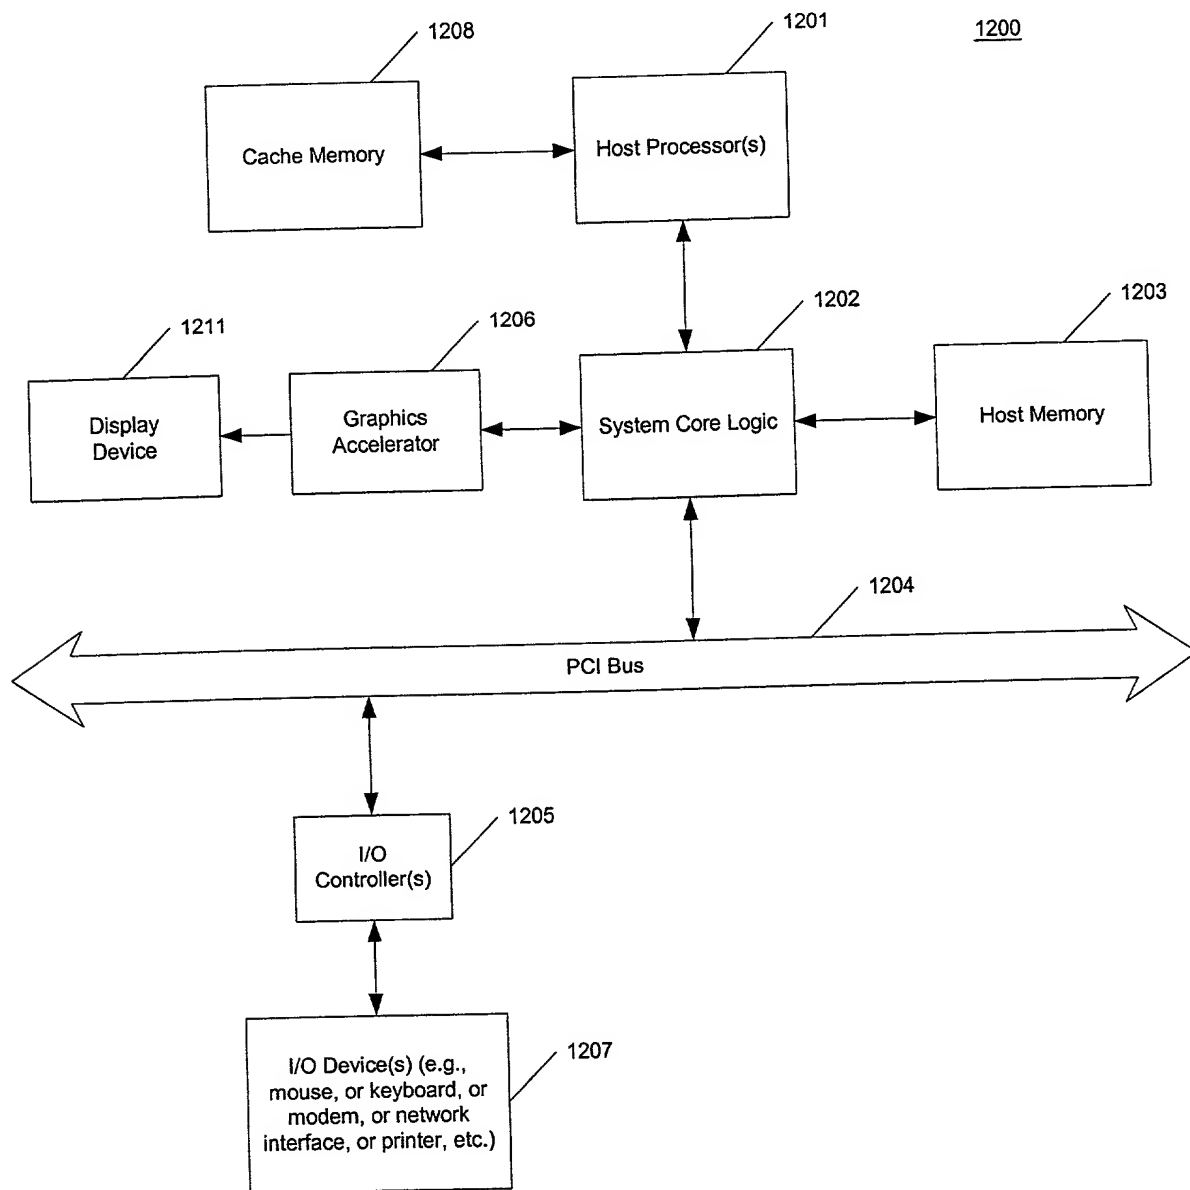 1208
1201
1200
Cache Memory
Host Processor(s)
1211
1206
1202
1203
Display
Device
Graphics
Accelerator
System Core Logic
Host Memory
1204
PCI Bus
1205
I/O
Controller(s)
1207
I/O Device(s) (e.g.,
mouse, or keyboard, or
modem, or network
interface, or printer, etc.)